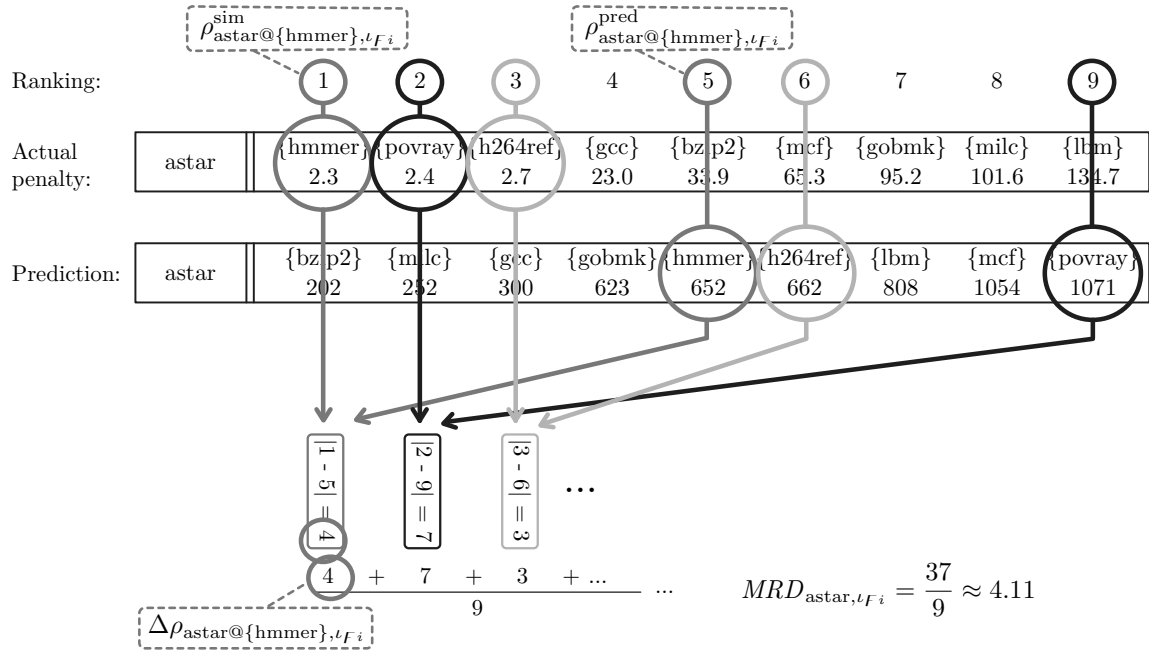 ρ^sim_astar@{hmmer},ι_Fi ρ^pred_astar@{hmmer},ι_Fi
Ranking: 1 2 3 4 5 6 7 8 9
Actual penalty: astar {hmmer} {povray} {h264ref} {gcc} {bzip2} {mcf} {gobmk} {milc} {lbm}
2.3 2.4 2.7 23.0 33.9 65.3 95.2 101.6 134.7
Prediction: astar {bzip2} {milc} {gcc} {gobmk} {hmmer} {h264ref} {lbm} {mcf} {povray}
202 252 300 623 652 662 808 1054 1071
|1 - 5| = 4
|2 - 9| = 7
|3 - 6| = 3
...
4 + 7 + 3 + ... ...
9
MRD_astar,ι_Fi = 37/9 ≈ 4.11
Δρ_astar@{hmmer},ι_Fi